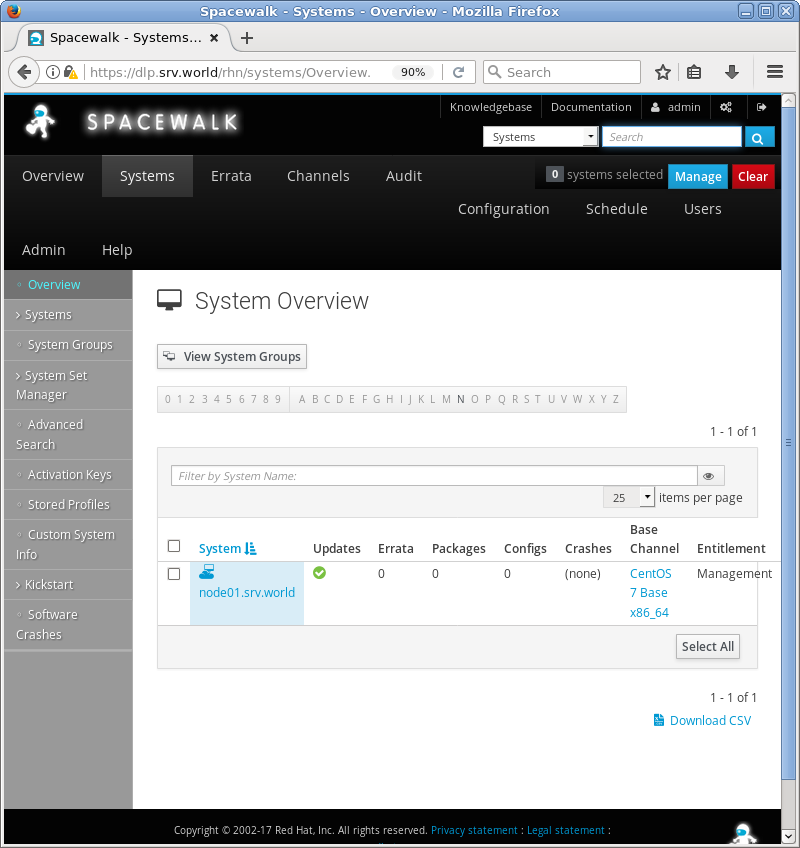 Spacewalk - Systems - Overview - Mozilla Firefox
Spacewalk - Systems...
https://dlp.srv.world/rhn/systems/Overview.
90%
Search
SPACEWALK
Knowledgebase
Documentation
admin
Systems
Search
Overview
Systems
Errata
Channels
Audit
0 systems selected
Manage
Clear
Configuration
Schedule
Users
Admin
Help
Overview
Systems
System Groups
System Set
Manager
Advanced
Search
Activation Keys
Stored Profiles
Custom System
Info
Kickstart
Software
Crashes
System Overview
View System Groups
0 1 2 3 4 5 6 7 8 9 A B C D E F G H I J K L M N O P Q R S T U V W X Y Z
1 - 1 of 1
Filter by System Name:
25 items per page
System
Updates
Errata
Packages
Configs
Crashes
Base
Channel
Entitlement
node01.srv.world
0
0
0
(none)
CentOS
7 Base
x86_64
Management
Select All
1 - 1 of 1
Download CSV
Copyright © 2002-17 Red Hat, Inc. All rights reserved. Privacy statement : Legal statement :